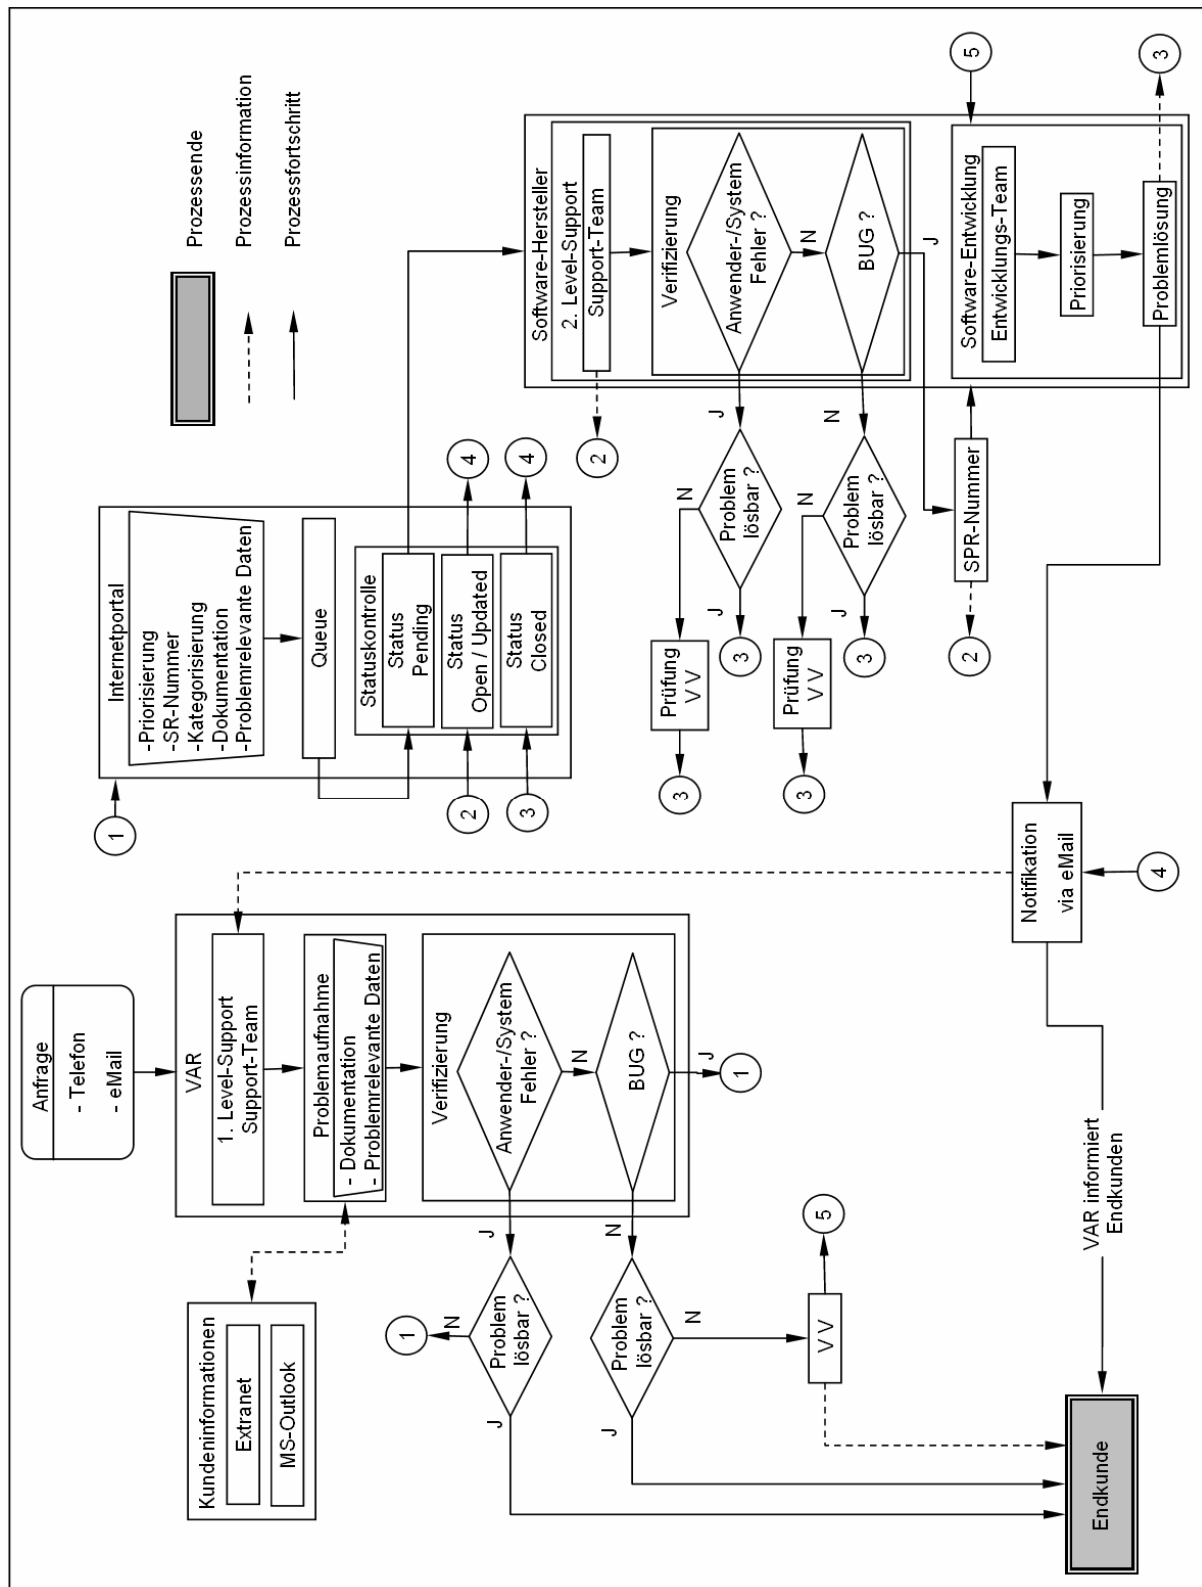 Anfrage
- Telefon
- eMail
Kundeninformationen
Extranet
MS-Outlook
VAR
1. Level-Support
Support-Team
Problemaufnahme
- Dokumentation
- Problemrelevante Daten
Verifizierung
Anwender-/System
Fehler ?
N
BUG ?
J
1
J
Problem
lösbar ?
N
1
J
N
Problem
lösbar ?
N
J
V V
5
Endkunde
VAR informiert
Endkunden
Notifikation
via eMail
4
1
Internetportal
-Priorisierung
-SR-Nummer
-Kategorisierung
-Dokumentation
-Problemrelevante Daten
Queue
Statuskontrolle
Status
Pending
Status
Open / Updated
Status
Closed
2
3
4
4
Prozessende
Prozessinformation
Prozessfortschritt
Software-Hersteller
2. Level-Support
Support-Team
2
Verifizierung
Anwender-/System
Fehler ?
N
BUG ?
J
J
Problem
lösbar ?
N
J
3
Prüfung
V V
3
N
Problem
lösbar ?
N
J
3
Prüfung
V V
3
SPR-Nummer
2
5
Software-Entwicklung
Entwicklungs-Team
Priorisierung
Problemlösung
3